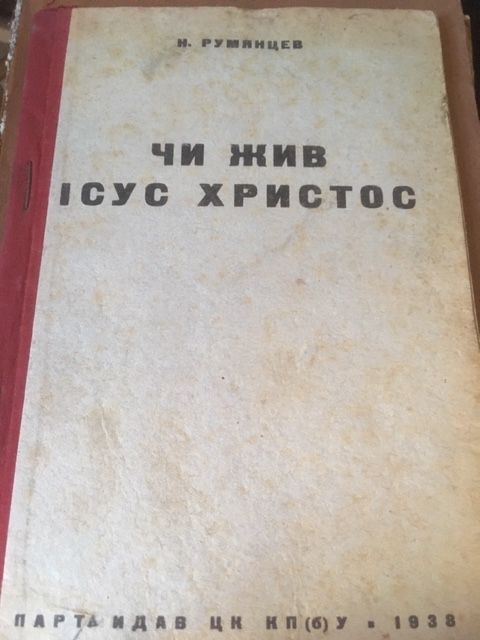 Н. РУМЯНЦЕВ
ЧИ ЖИВ
ІСУС ХРИСТОС
ПАРТВИДАВ ЦК КП(б)У • 1938